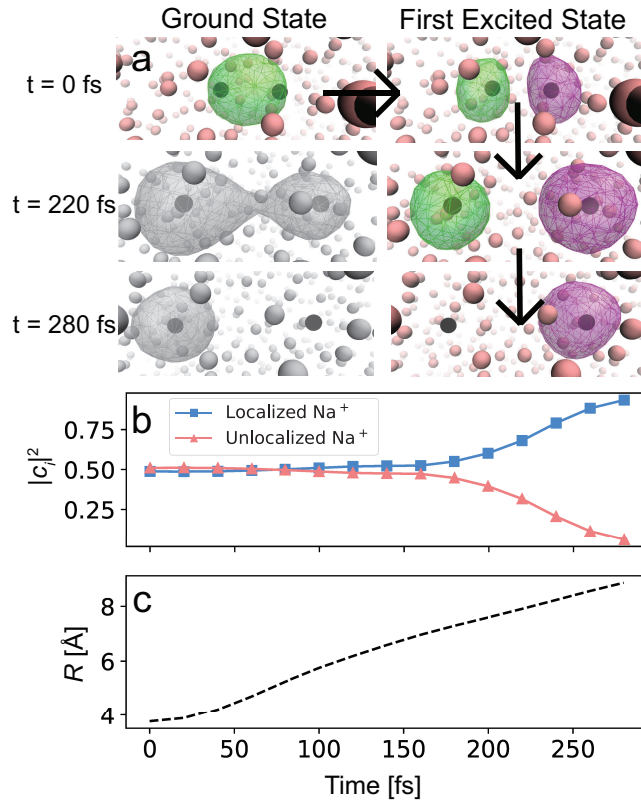 Ground State First Excited State
a
t = 0 fs
t = 220 fs
t = 280 fs
b
Localized Na⁺
Unlocalized Na⁺
|cᵢ|²
0.75
0.50
0.25
c
R [Å]
8
6
4
0 50 100 150 200 250
Time [fs]